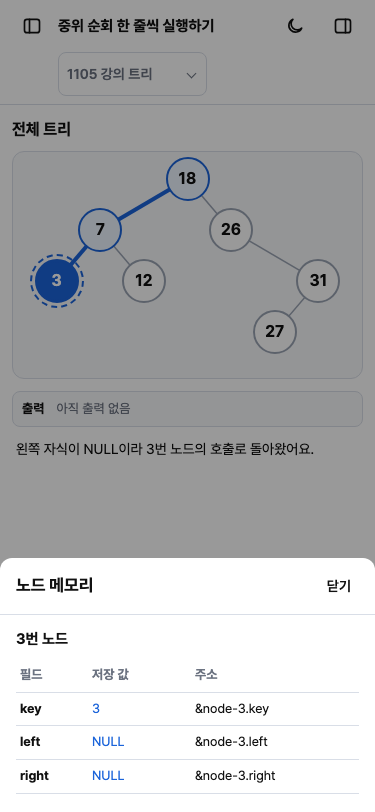 중위 순회 한 줄씩 실행하기
1105 강의 트리
전체 트리
18
7
26
3
12
31
27
출력 아직 출력 없음
왼쪽 자식이 NULL이라 3번 노드의 호출로 돌아왔어요.
노드 메모리 닫기
3번 노드
필드 저장 값 주소
key 3 &node-3.key
left NULL &node-3.left
right NULL &node-3.right